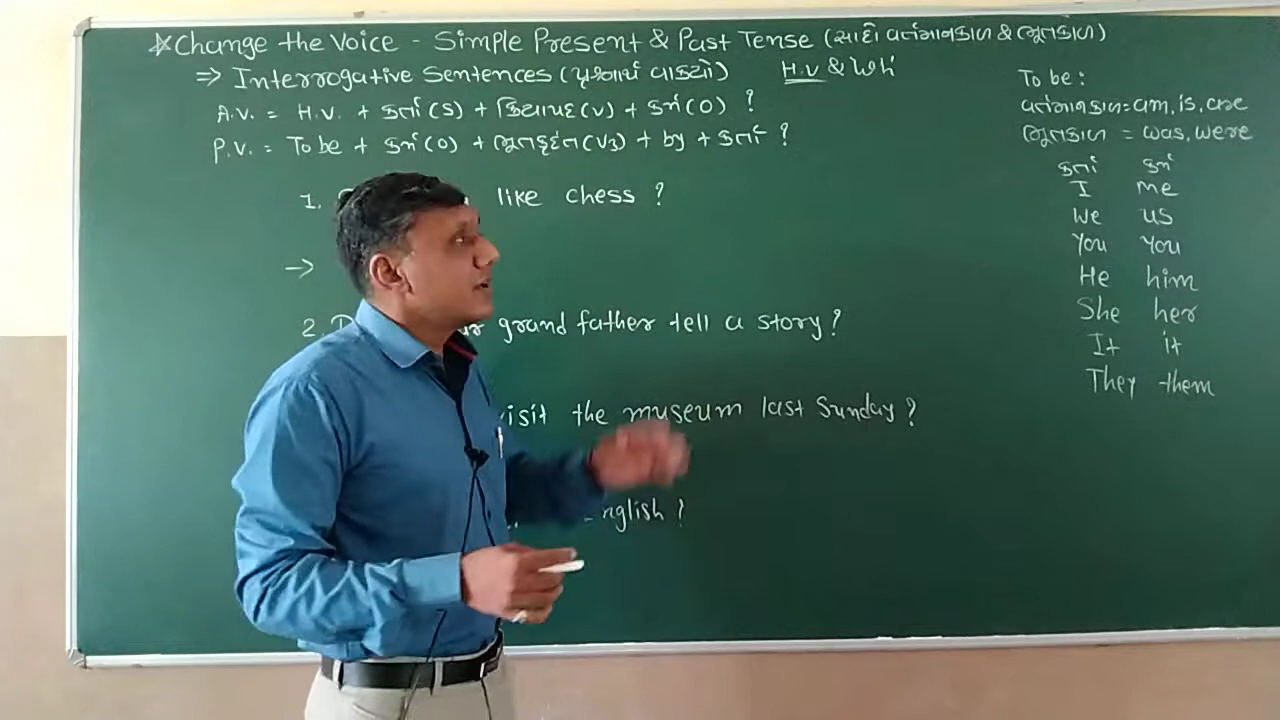 Change the Voice - Simple Present & Past Tense (સાદો વર્તમાનકાળ & ભૂતકાળ)
⇒ Interrogative Sentences (પ્રશ્નાર્થ વાક્યો) H.V & Wh
A.V. = H.V. + કર્તા (S) + ક્રિયાપદ (V) + કર્મ (O) ?
P.V. = To be + કર્મ (O) + ભૂતકૃદંત (V3) + by + કર્તા ?
1. like chess ?
→
2. grand father tell a story ?
the museum last Sunday ?
?
To be :
વર્તમાનકાળ = am, is, are
ભૂતકાળ = was, were
કર્તા કર્મ
I me
We us
You You
He him
She her
It it
They them